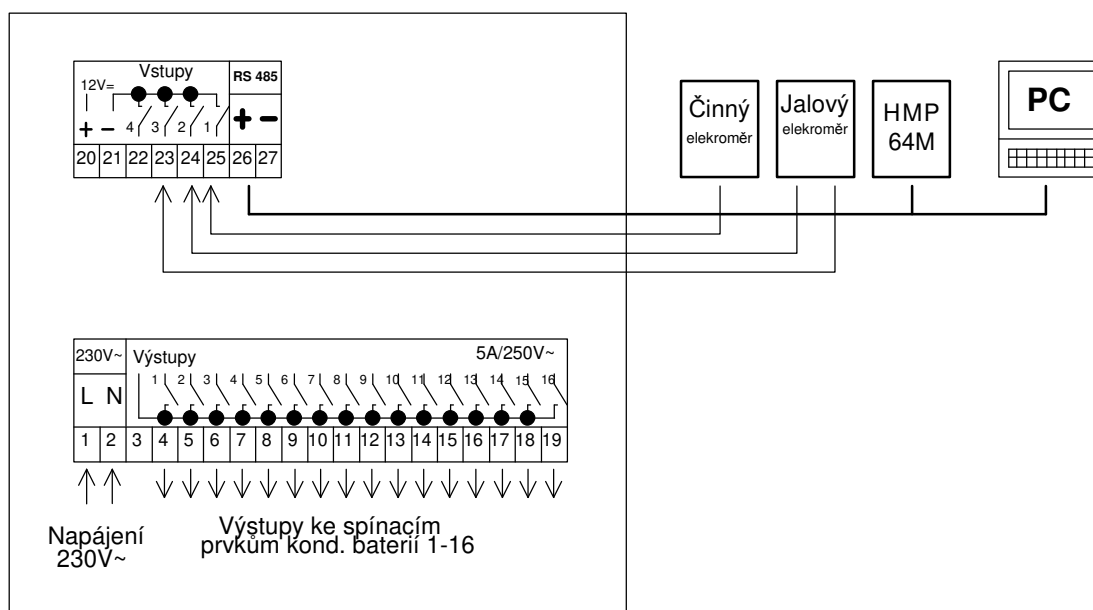 Vstupy
RS 485
12V=
+ − 4 3 2 1 + −
20 21 22 23 24 25 26 27
Činný
elekroměr
Jalový
elekroměr
HMP
64M
PC
230V~
Výstupy
5A/250V~
1 2 3 4 5 6 7 8 9 10 11 12 13 14 15 16
L N
1 2 3 4 5 6 7 8 9 10 11 12 13 14 15 16 17 18 19
Napájení
230V~
Výstupy ke spínacím
prvkům kond. baterií 1-16